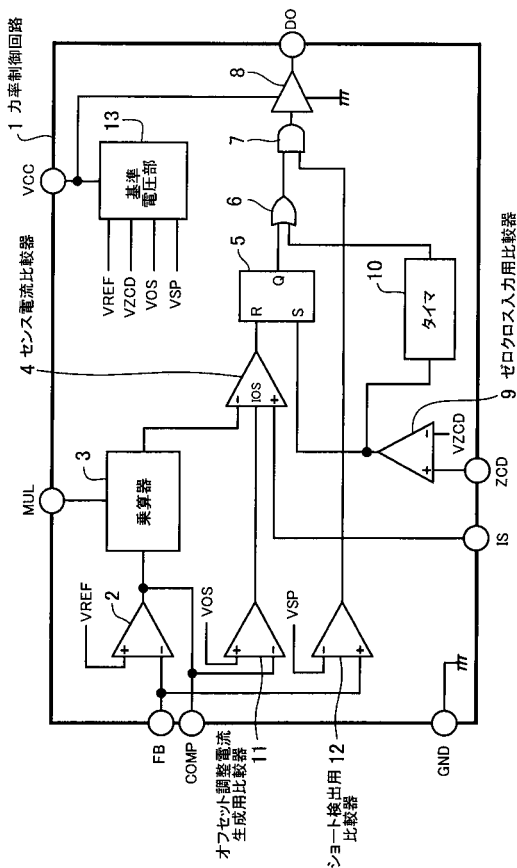 1 力率制御回路
VCC
13
基準
電圧部
VREF
VZCD
VOS
VSP
8
DO
7
6
5
R
Q
S
4 センス電流比較器
-
IOS
+
10
タイマ
9 ゼロクロス入力用比較器
-
+
VZCD
ZCD
IS
MUL
3
乗算器
VREF
2
+
-
VOS
+
-
VSP
-
+
FB
COMP
オフセット調整電流
生成用比較器
11
ショート検出用
比較器
12
GND